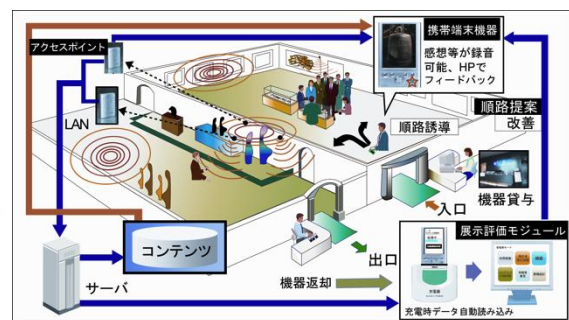 アクセスポイント
LAN
携帯端末機器
感想等が録音
可能、HPで
フィードバック
順路提案
改善
順路誘導
機器貸与
入口
出口
展示評価モジュール
コンテンツ
サーバ
機器返却
充電器
充電時データ自動読み込み